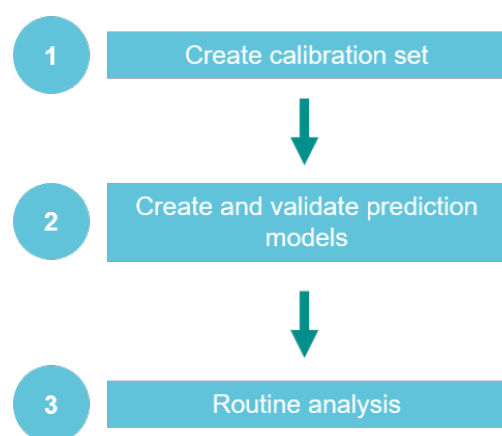 1
Create calibration set
2
Create and validate prediction
models
3
Routine analysis